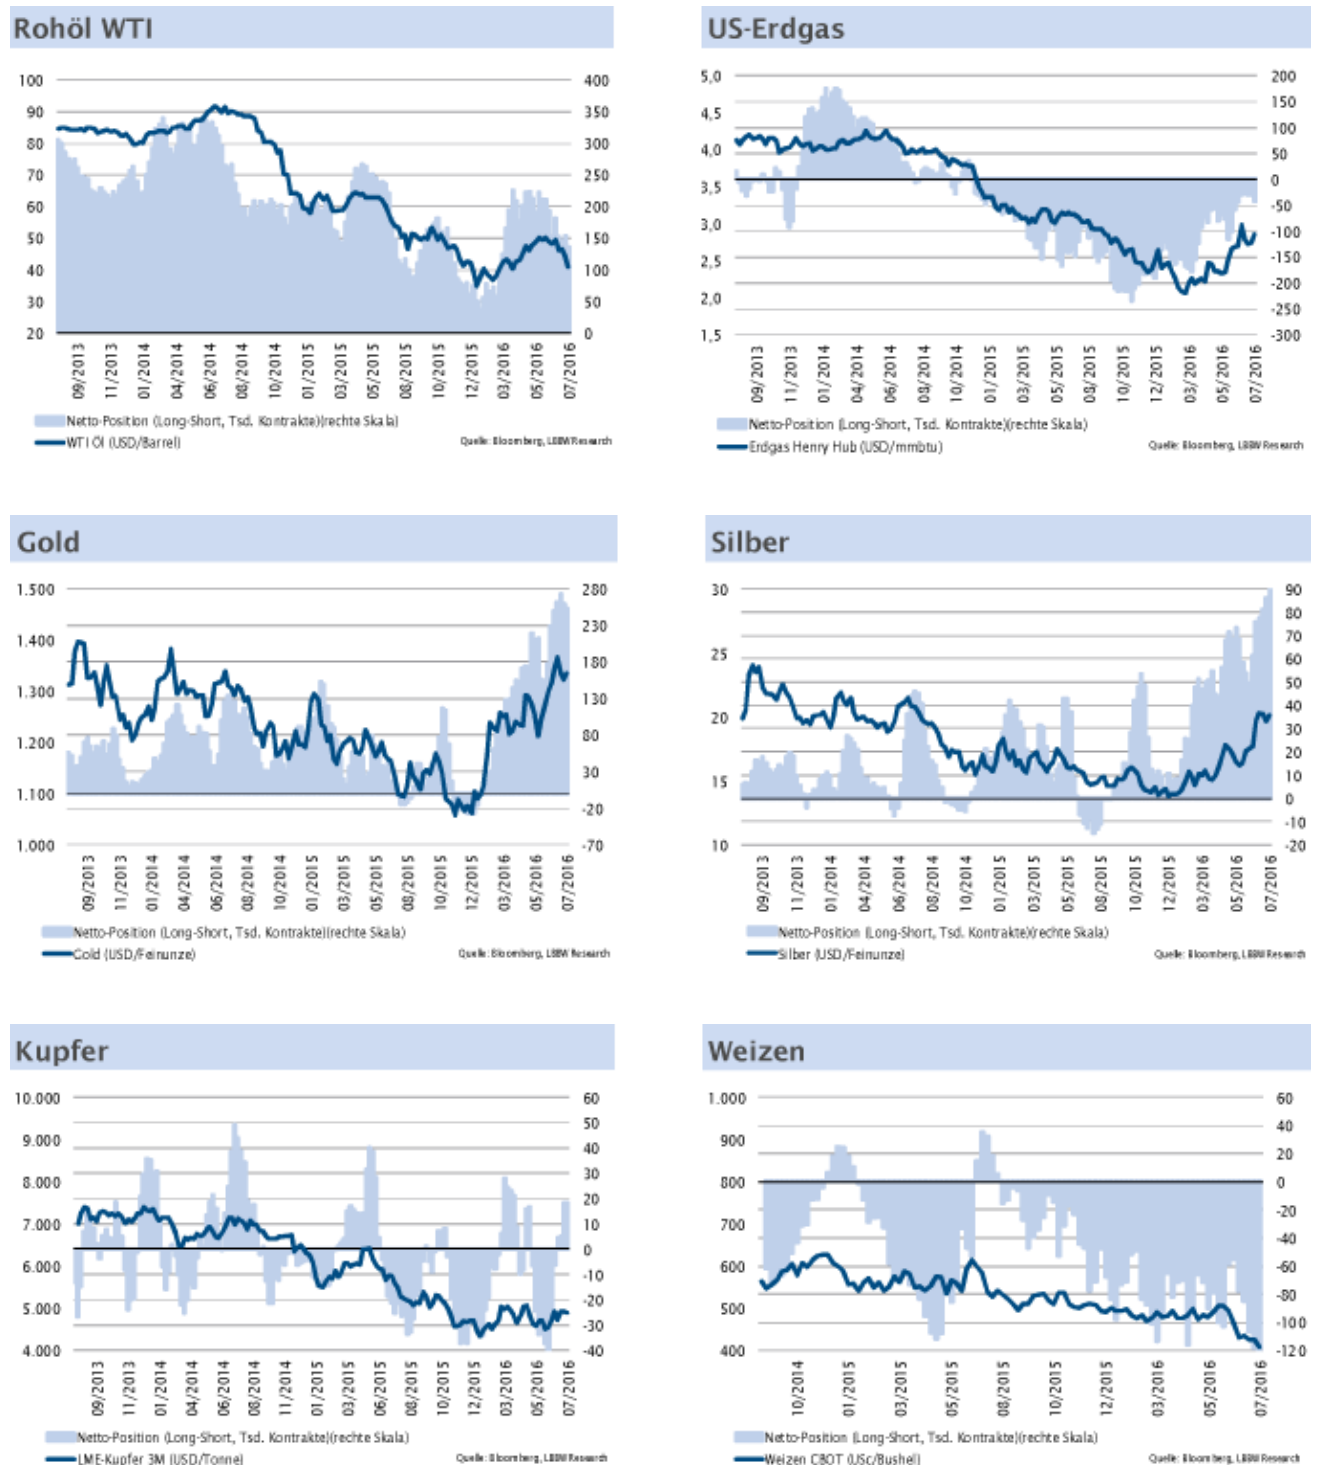 Rohöl WTI
100 400
90 350
80 300
70 250
60 200
50 150
40 100
30 50
20 0
09/2013 11/2013 01/2014 04/2014 06/2014 08/2014 10/2014 01/2015 03/2015 05/2015 08/2015 10/2015 12/2015 03/2016 05/2016 07/2016
Netto-Position (Long-Short, Tsd. Kontrakte)(rechte Skala)
WTI Öl (USD/Barrel)
Quelle: Bloomberg, LBBW Research
US-Erdgas
5,0 200
4,5 150
4,0 100
3,5 50
3,0 0
2,5 -50
2,0 -100
1,5 -150
-200
-250
-300
09/2013 11/2013 01/2014 04/2014 06/2014 08/2014 10/2014 01/2015 03/2015 05/2015 08/2015 10/2015 12/2015 03/2016 05/2016 07/2016
Netto-Position (Long-Short, Tsd. Kontrakte)(rechte Skala)
Erdgas Henry Hub (USD/mmbtu)
Quelle: Bloomberg, LBBW Research
Gold
1.500 280
1.400 230
1.300 180
1.200 130
1.100 80
1.000 30
-20
-70
09/2013 11/2013 01/2014 04/2014 06/2014 08/2014 10/2014 01/2015 03/2015 05/2015 08/2015 10/2015 12/2015 03/2016 05/2016 07/2016
Netto-Position (Long-Short, Tsd. Kontrakte)(rechte Skala)
Gold (USD/Feinunze)
Quelle: Bloomberg, LBBW Research
Silber
30 90
25 80
20 70
15 60
10 50
40
30
20
10
0
-10
-20
09/2013 11/2013 01/2014 04/2014 06/2014 08/2014 10/2014 01/2015 03/2015 05/2015 08/2015 10/2015 12/2015 03/2016 05/2016 07/2016
Netto-Position (Long-Short, Tsd. Kontrakte)(rechte Skala)
Silber (USD/Feinunze)
Quelle: Bloomberg, LBBW Research
Kupfer
10.000 60
9.000 50
8.000 40
7.000 30
6.000 20
5.000 10
4.000 0
-10
-20
-30
-40
09/2013 11/2013 01/2014 04/2014 06/2014 08/2014 10/2014 01/2015 03/2015 05/2015 08/2015 10/2015 12/2015 03/2016 05/2016 07/2016
Netto-Position (Long-Short, Tsd. Kontrakte)(rechte Skala)
LME-Kupfer 3M (USD/Tonne)
Quelle: Bloomberg, LBBW Research
Weizen
1.000 60
900 40
800 20
700 0
600 -20
500 -40
400 -60
-80
-100
-120
10/2014 01/2015 03/2015 05/2015 08/2015 10/2015 12/2015 03/2016 05/2016 07/2016
Netto-Position (Long-Short, Tsd. Kontrakte)(rechte Skala)
Weizen CBOT (USc/Bushel)
Quelle: Bloomberg, LBBW Research